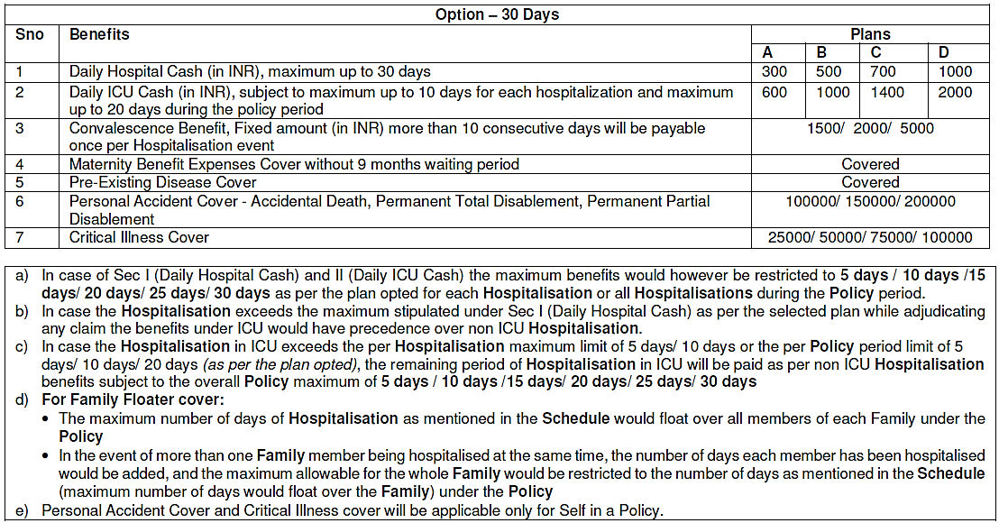 Option – 30 Days
Sno Benefits Plans
A B C D
1 Daily Hospital Cash (in INR), maximum up to 30 days 300 500 700 1000
2 Daily ICU Cash (in INR), subject to maximum up to 10 days for each hospitalization and maximum 600 1000 1400 2000
up to 20 days during the policy period
3 Convalescence Benefit, Fixed amount (in INR) more than 10 consecutive days will be payable 1500/ 2000/ 5000
once per Hospitalisation event
4 Maternity Benefit Expenses Cover without 9 months waiting period Covered
5 Pre-Existing Disease Cover Covered
6 Personal Accident Cover - Accidental Death, Permanent Total Disablement, Permanent Partial 100000/ 150000/ 200000
Disablement
7 Critical Illness Cover 25000/ 50000/ 75000/ 100000
a) In case of Sec I (Daily Hospital Cash) and II (Daily ICU Cash) the maximum benefits would however be restricted to 5 days / 10 days /15
days/ 20 days/ 25 days/ 30 days as per the plan opted for each Hospitalisation or all Hospitalisations during the Policy period.
b) In case the Hospitalisation exceeds the maximum stipulated under Sec I (Daily Hospital Cash) as per the selected plan while adjudicating
any claim the benefits under ICU would have precedence over non ICU Hospitalisation.
c) In case the Hospitalisation in ICU exceeds the per Hospitalisation maximum limit of 5 days/ 10 days or the per Policy period limit of 5
days/ 10 days/ 20 days (as per the plan opted), the remaining period of Hospitalisation in ICU will be paid as per non ICU Hospitalisation
benefits subject to the overall Policy maximum of 5 days / 10 days /15 days/ 20 days/ 25 days/ 30 days
d) For Family Floater cover:
• The maximum number of days of Hospitalisation as mentioned in the Schedule would float over all members of each Family under the
Policy
• In the event of more than one Family member being hospitalised at the same time, the number of days each member has been hospitalised
would be added, and the maximum allowable for the whole Family would be restricted to the number of days as mentioned in the Schedule
(maximum number of days would float over the Family) under the Policy
e) Personal Accident Cover and Critical Illness cover will be applicable only for Self in a Policy.